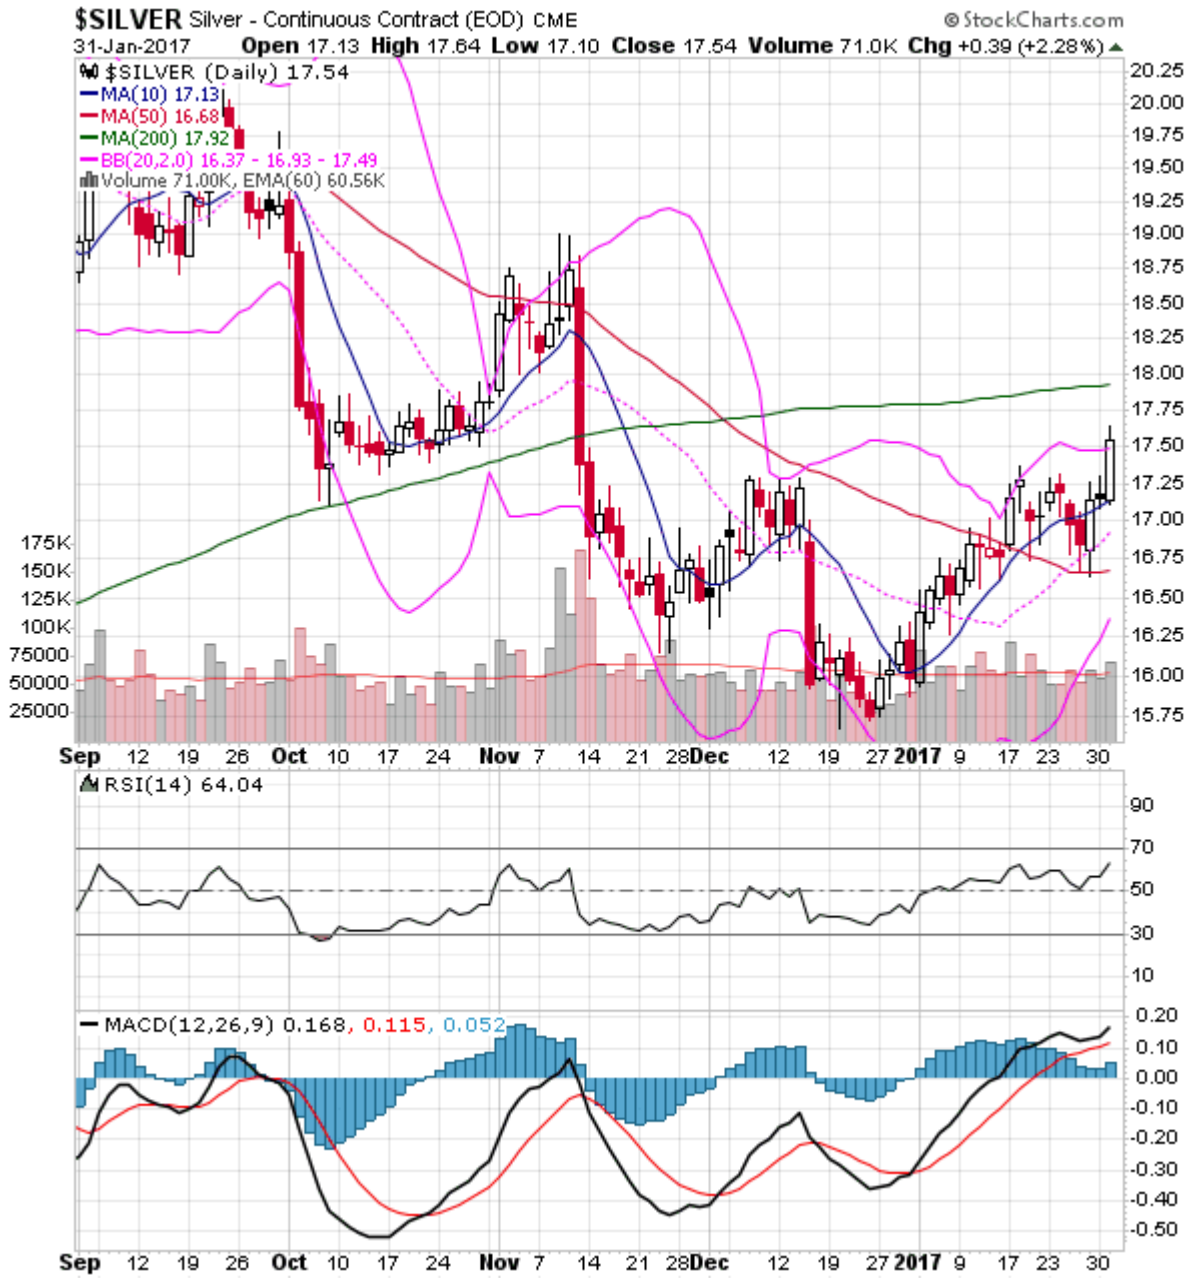 $SILVER Silver - Continuous Contract (EOD) CME © StockCharts.com
31-Jan-2017 Open 17.13 High 17.64 Low 17.10 Close 17.54 Volume 71.0K Chg +0.39 (+2.28%)
$SILVER (Daily) 17.54
MA(10) 17.13
MA(50) 16.68
MA(200) 17.92
BB(20,2.0) 16.37 - 16.93 - 17.49
Volume 71.00K, EMA(60) 60.56K
20.25
20.00
19.75
19.50
19.25
19.00
18.75
18.50
18.25
18.00
17.75
17.50
17.25
17.00
16.75
16.50
16.25
16.00
15.75
175K
150K
125K
100K
75000
50000
25000
Sep 12 19 26 Oct 10 17 24 Nov 7 14 21 28 Dec 12 19 27 2017 9 17 23 30
RSI(14) 64.04
90
70
50
30
10
MACD(12,26,9) 0.168, 0.115, 0.052
0.20
0.10
0.00
-0.10
-0.20
-0.30
-0.40
-0.50
Sep 12 19 26 Oct 10 17 24 Nov 7 14 21 28 Dec 12 19 27 2017 9 17 23 30